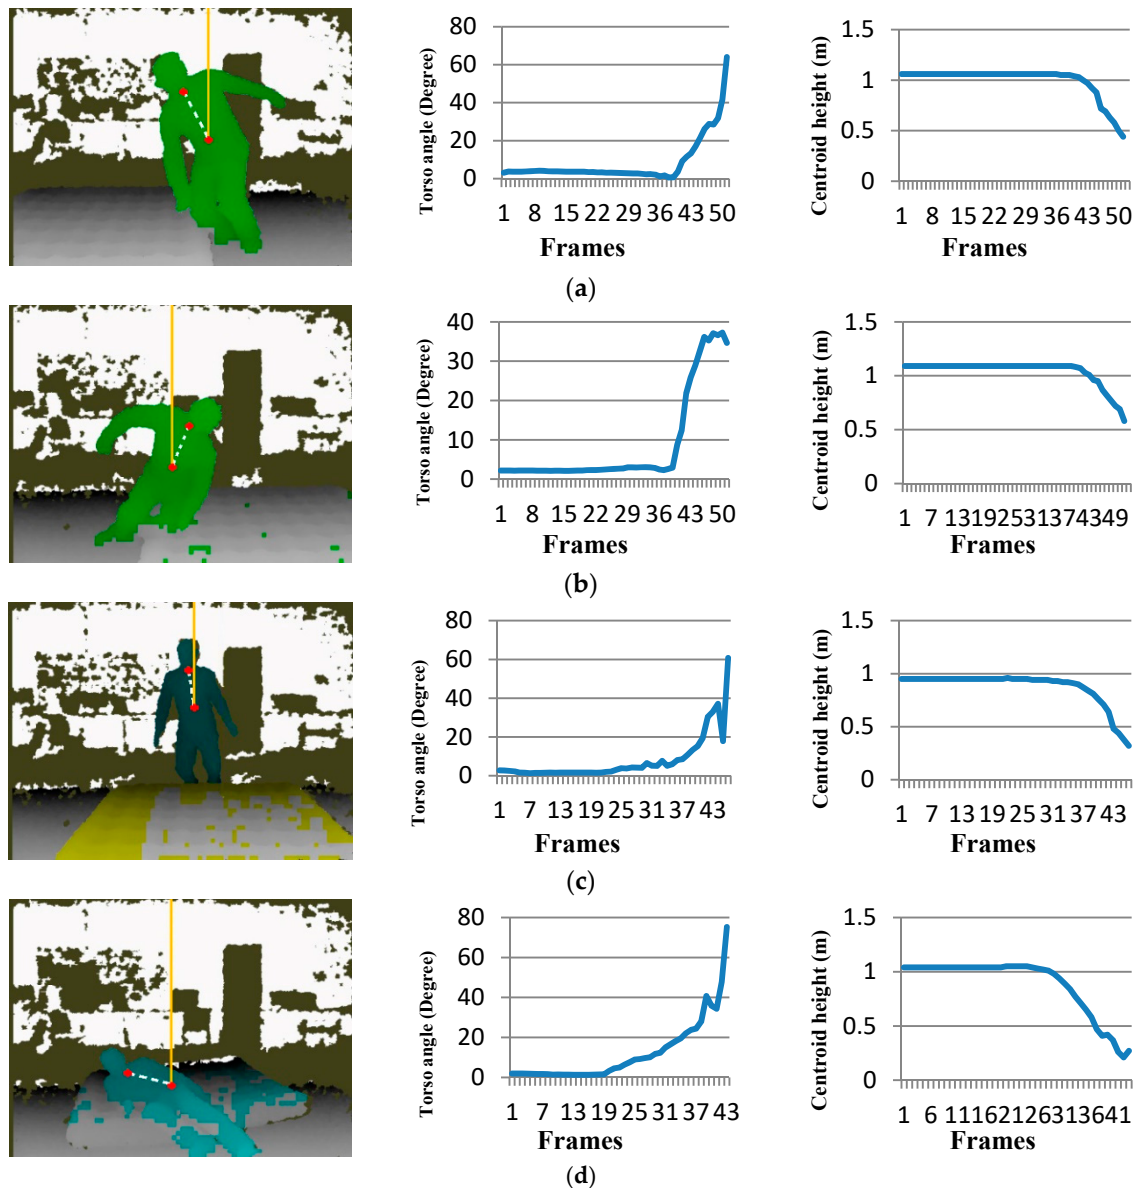 80
60
40
20
0
Torso angle (Degree)
1 8 15 22 29 36 43 50
Frames
1.5
1
0.5
0
Centroid height (m)
1 8 15 22 29 36 43 50
Frames
(a)
40
30
20
10
0
Torso angle (Degree)
1 8 15 22 29 36 43 50
Frames
1.5
1
0.5
0
Centroid height (m)
1 7 13192531374349
Frames
(b)
80
60
40
20
0
Torso angle (Degree)
1 7 13 19 25 31 37 43
Frames
1.5
1
0.5
0
Centroid height (m)
1 7 13 19 25 31 37 43
Frames
(c)
80
60
40
20
0
Torso angle (Degree)
1 7 13 19 25 31 37 43
Frames
1.5
1
0.5
0
Centroid height (m)
1 6 11162126313641
Frames
(d)